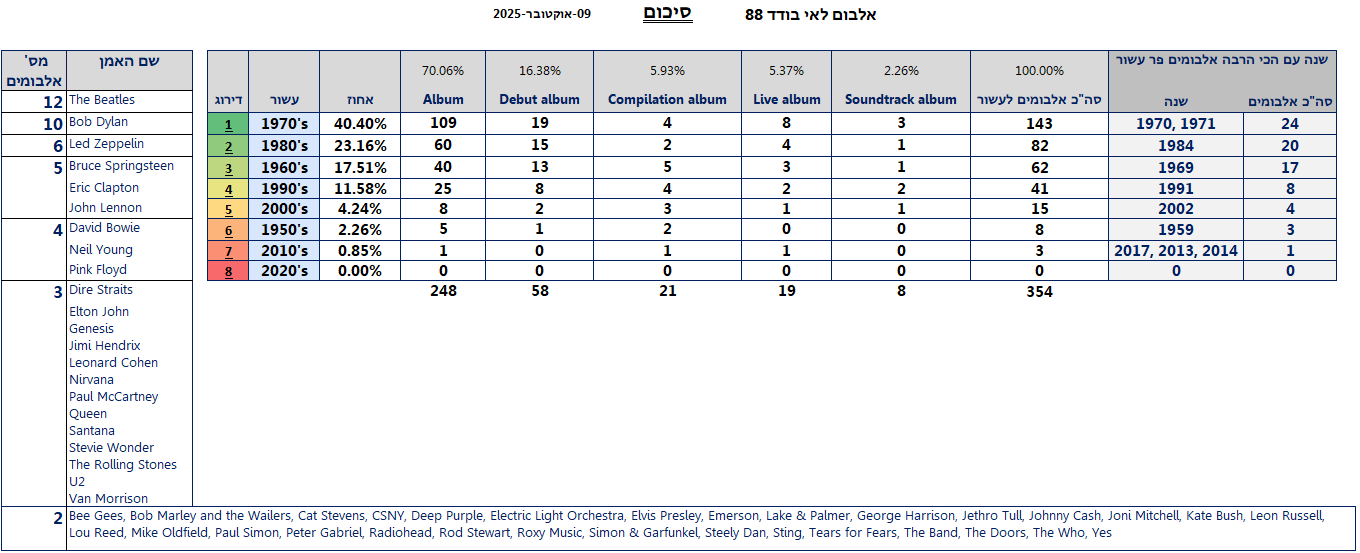 אלבום לאי בודד 88 סיכום 09-אוקטובר-2025
מס' אלבומים שם האמן
12 The Beatles
10 Bob Dylan
6 Led Zeppelin
5 Bruce Springsteen
Eric Clapton
John Lennon
4 David Bowie
Neil Young
Pink Floyd
3 Dire Straits
Elton John
Genesis
Jimi Hendrix
Leonard Cohen
Nirvana
Paul McCartney
Queen
Santana
Stevie Wonder
The Rolling Stones
U2
Van Morrison
70.06% 16.38% 5.93% 5.37% 2.26% 100.00% שנה עם הכי הרבה אלבומים פר עשור
דירוג עשור אחוז Album Debut album Compilation album Live album Soundtrack album סה"כ אלבומים לעשור שנה סה"כ אלבומים
1 1970's 40.40% 109 19 4 8 3 143 1970, 1971 24
2 1980's 23.16% 60 15 2 4 1 82 1984 20
3 1960's 17.51% 40 13 5 3 1 62 1969 17
4 1990's 11.58% 25 8 4 2 2 41 1991 8
5 2000's 4.24% 8 2 3 1 1 15 2002 4
6 1950's 2.26% 5 1 2 0 0 8 1959 3
7 2010's 0.85% 1 0 1 1 0 3 2017, 2013, 2014 1
8 2020's 0.00% 0 0 0 0 0 0 0 0
248 58 21 19 8 354
2 Bee Gees, Bob Marley and the Wailers, Cat Stevens, CSNY, Deep Purple, Electric Light Orchestra, Elvis Presley, Emerson, Lake & Palmer, George Harrison, Jethro Tull, Johnny Cash, Joni Mitchell, Kate Bush, Leon Russell,
Lou Reed, Mike Oldfield, Paul Simon, Peter Gabriel, Radiohead, Rod Stewart, Roxy Music, Simon & Garfunkel, Steely Dan, Sting, Tears for Fears, The Band, The Doors, The Who, Yes